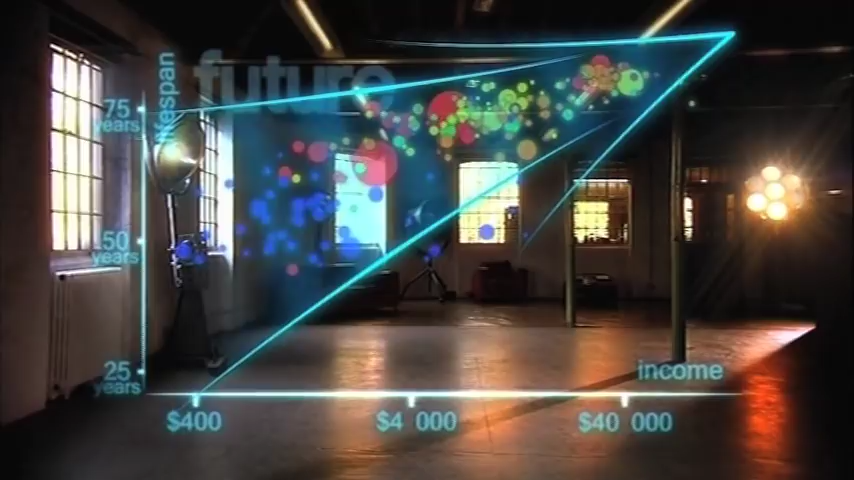 future
lifespan
75
years
50
years
25
years
income
$400
$4 000
$40 000